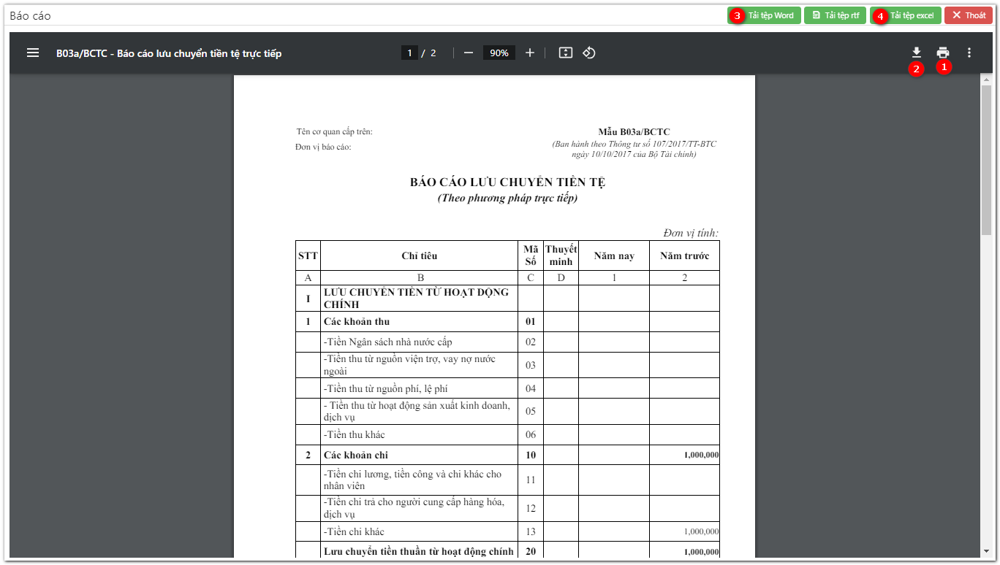 Báo cáo
3 Tải tệp Word
Tải tệp rtf
4 Tải tệp excel
Thoát
B03a/BCTC - Báo cáo lưu chuyển tiền tệ trực tiếp
1 / 2
90%
2
1
Tên cơ quan cấp trên:
Đơn vị báo cáo:
Mẫu B03a/BCTC
(Ban hành theo Thông tư số 107/2017/TT-BTC
ngày 10/10/2017 của Bộ Tài chính)
BÁO CÁO LƯU CHUYỂN TIỀN TỆ
(Theo phương pháp trực tiếp)
Đơn vị tính:
STT Chỉ tiêu Mã Số Thuyết minh Năm nay Năm trước
A B C D 1 2
I LƯU CHUYỂN TIỀN TỪ HOẠT DỘNG
CHÍNH
1 Các khoản thu 01
-Tiền Ngân sách nhà nước cấp 02
-Tiền thu từ nguồn viện trợ, vay nợ nước
ngoài 03
-Tiền thu từ nguồn phí, lệ phí 04
- Tiền thu từ hoạt động sản xuất kinh doanh,
dịch vụ 05
-Tiền thu khác 06
2 Các khoản chi 10 1,000,000
-Tiền chi lương, tiền công và chi khác cho
nhân viên 11
-Tiền chi trả cho người cung cấp hàng hóa,
dịch vụ 12
-Tiền chi khác 13 1,000,000
Lưu chuyển tiền thuần từ hoạt động chính 20 1,000,000